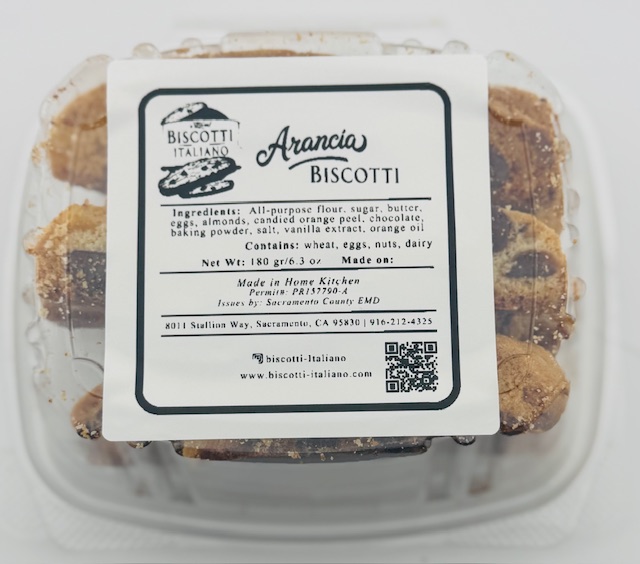 BISCOTTI
ITALIANO
Arancia
BISCOTTI
Ingredients: All-purpose flour, sugar, butter,
eggs, almonds, candied orange peel, chocolate,
baking powder, salt, vanilla extract, orange oil
Contains: wheat, eggs, nuts, dairy
Net Wt: 180 gr/6.3 oz Made on:
Made in Home Kitchen
Permit#: PR157790-A
Issues by: Sacramento County EMD
8011 Stallion Way, Sacramento, CA 95830 | 916-212-4325
biscotti-Italiano
www.biscotti-italiano.com